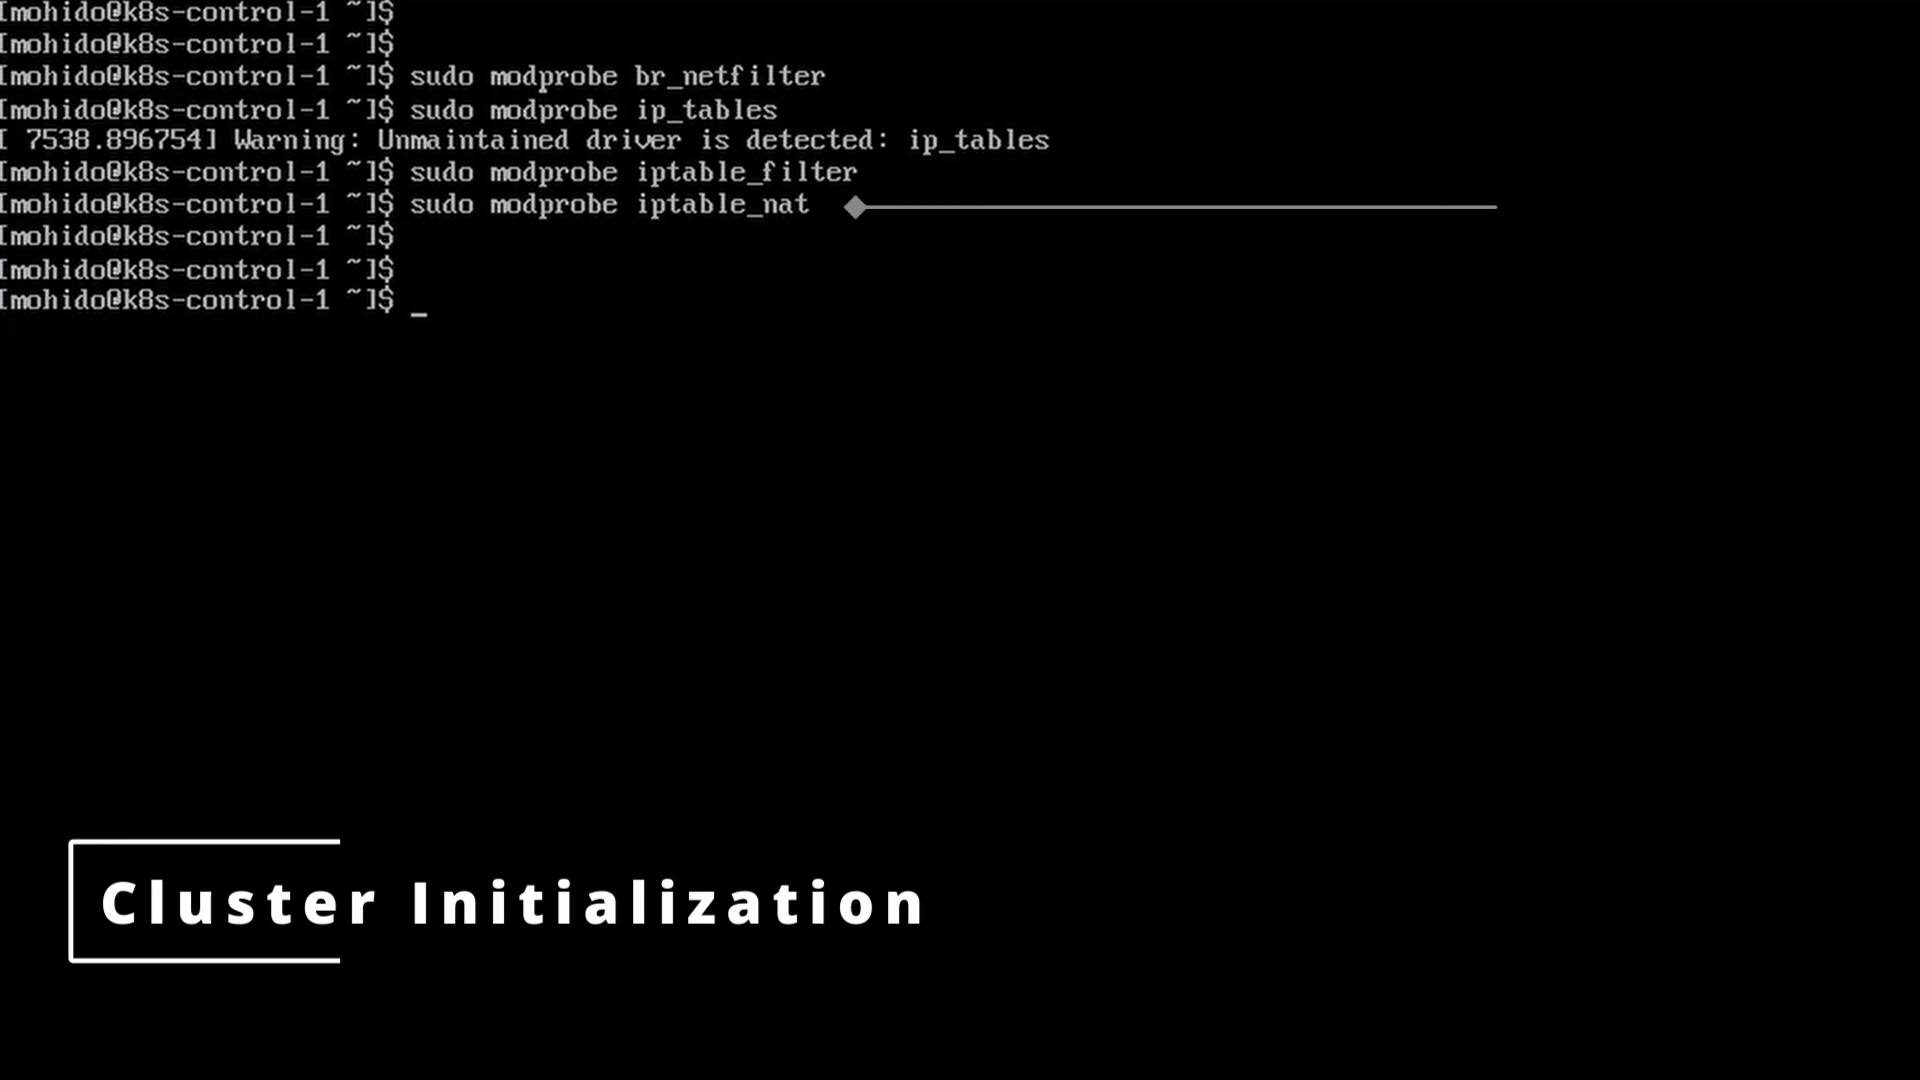 [mohido@k8s-control-1 ~]$
[mohido@k8s-control-1 ~]$
[mohido@k8s-control-1 ~]$ sudo modprobe br_netfilter
[mohido@k8s-control-1 ~]$ sudo modprobe ip_tables
[ 7538.896754] Warning: Unmaintained driver is detected: ip_tables
[mohido@k8s-control-1 ~]$ sudo modprobe iptable_filter
[mohido@k8s-control-1 ~]$ sudo modprobe iptable_nat
[mohido@k8s-control-1 ~]$
[mohido@k8s-control-1 ~]$
[mohido@k8s-control-1 ~]$ _
Cluster Initialization